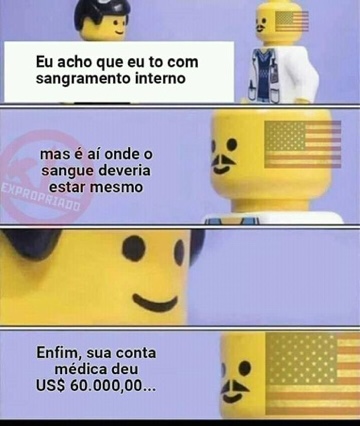 Eu acho que eu to com
sangramento interno
mas é aí onde o
sangue deveria
estar mesmo
EXPROPRIADO
Enfim, sua conta
médica deu
US$ 60.000,00...